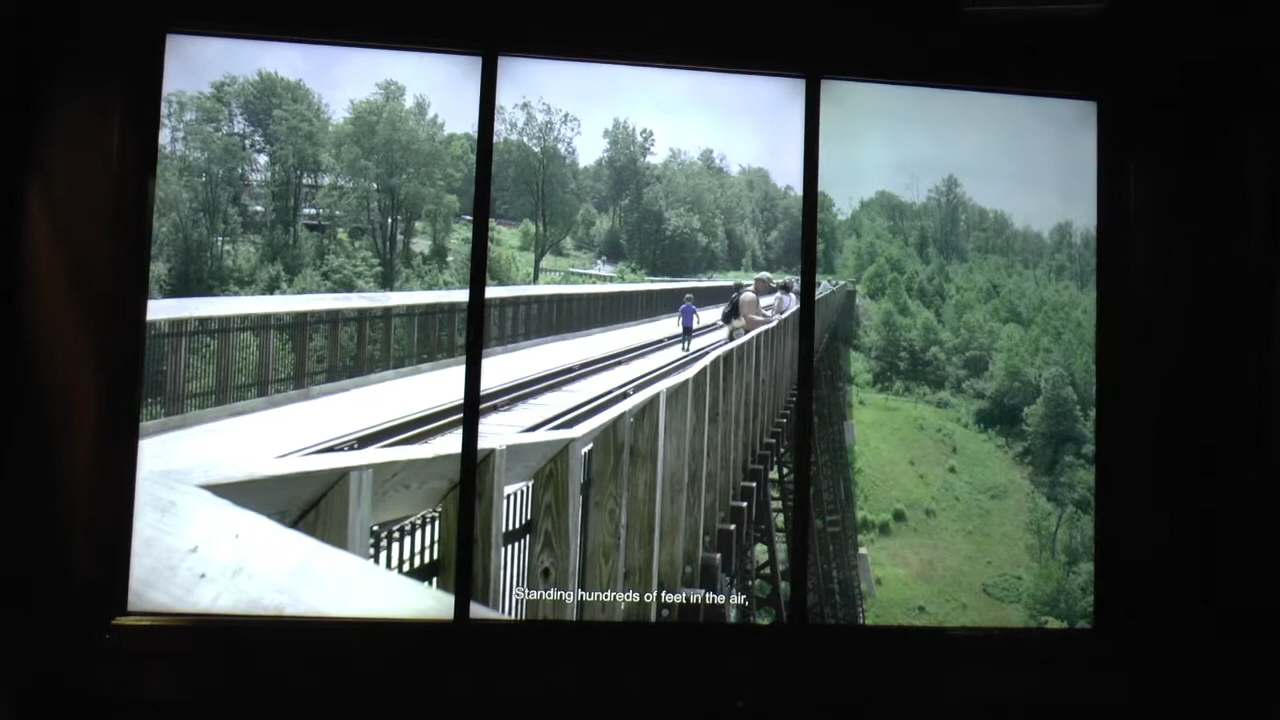 Standing hundreds of feet in the air,